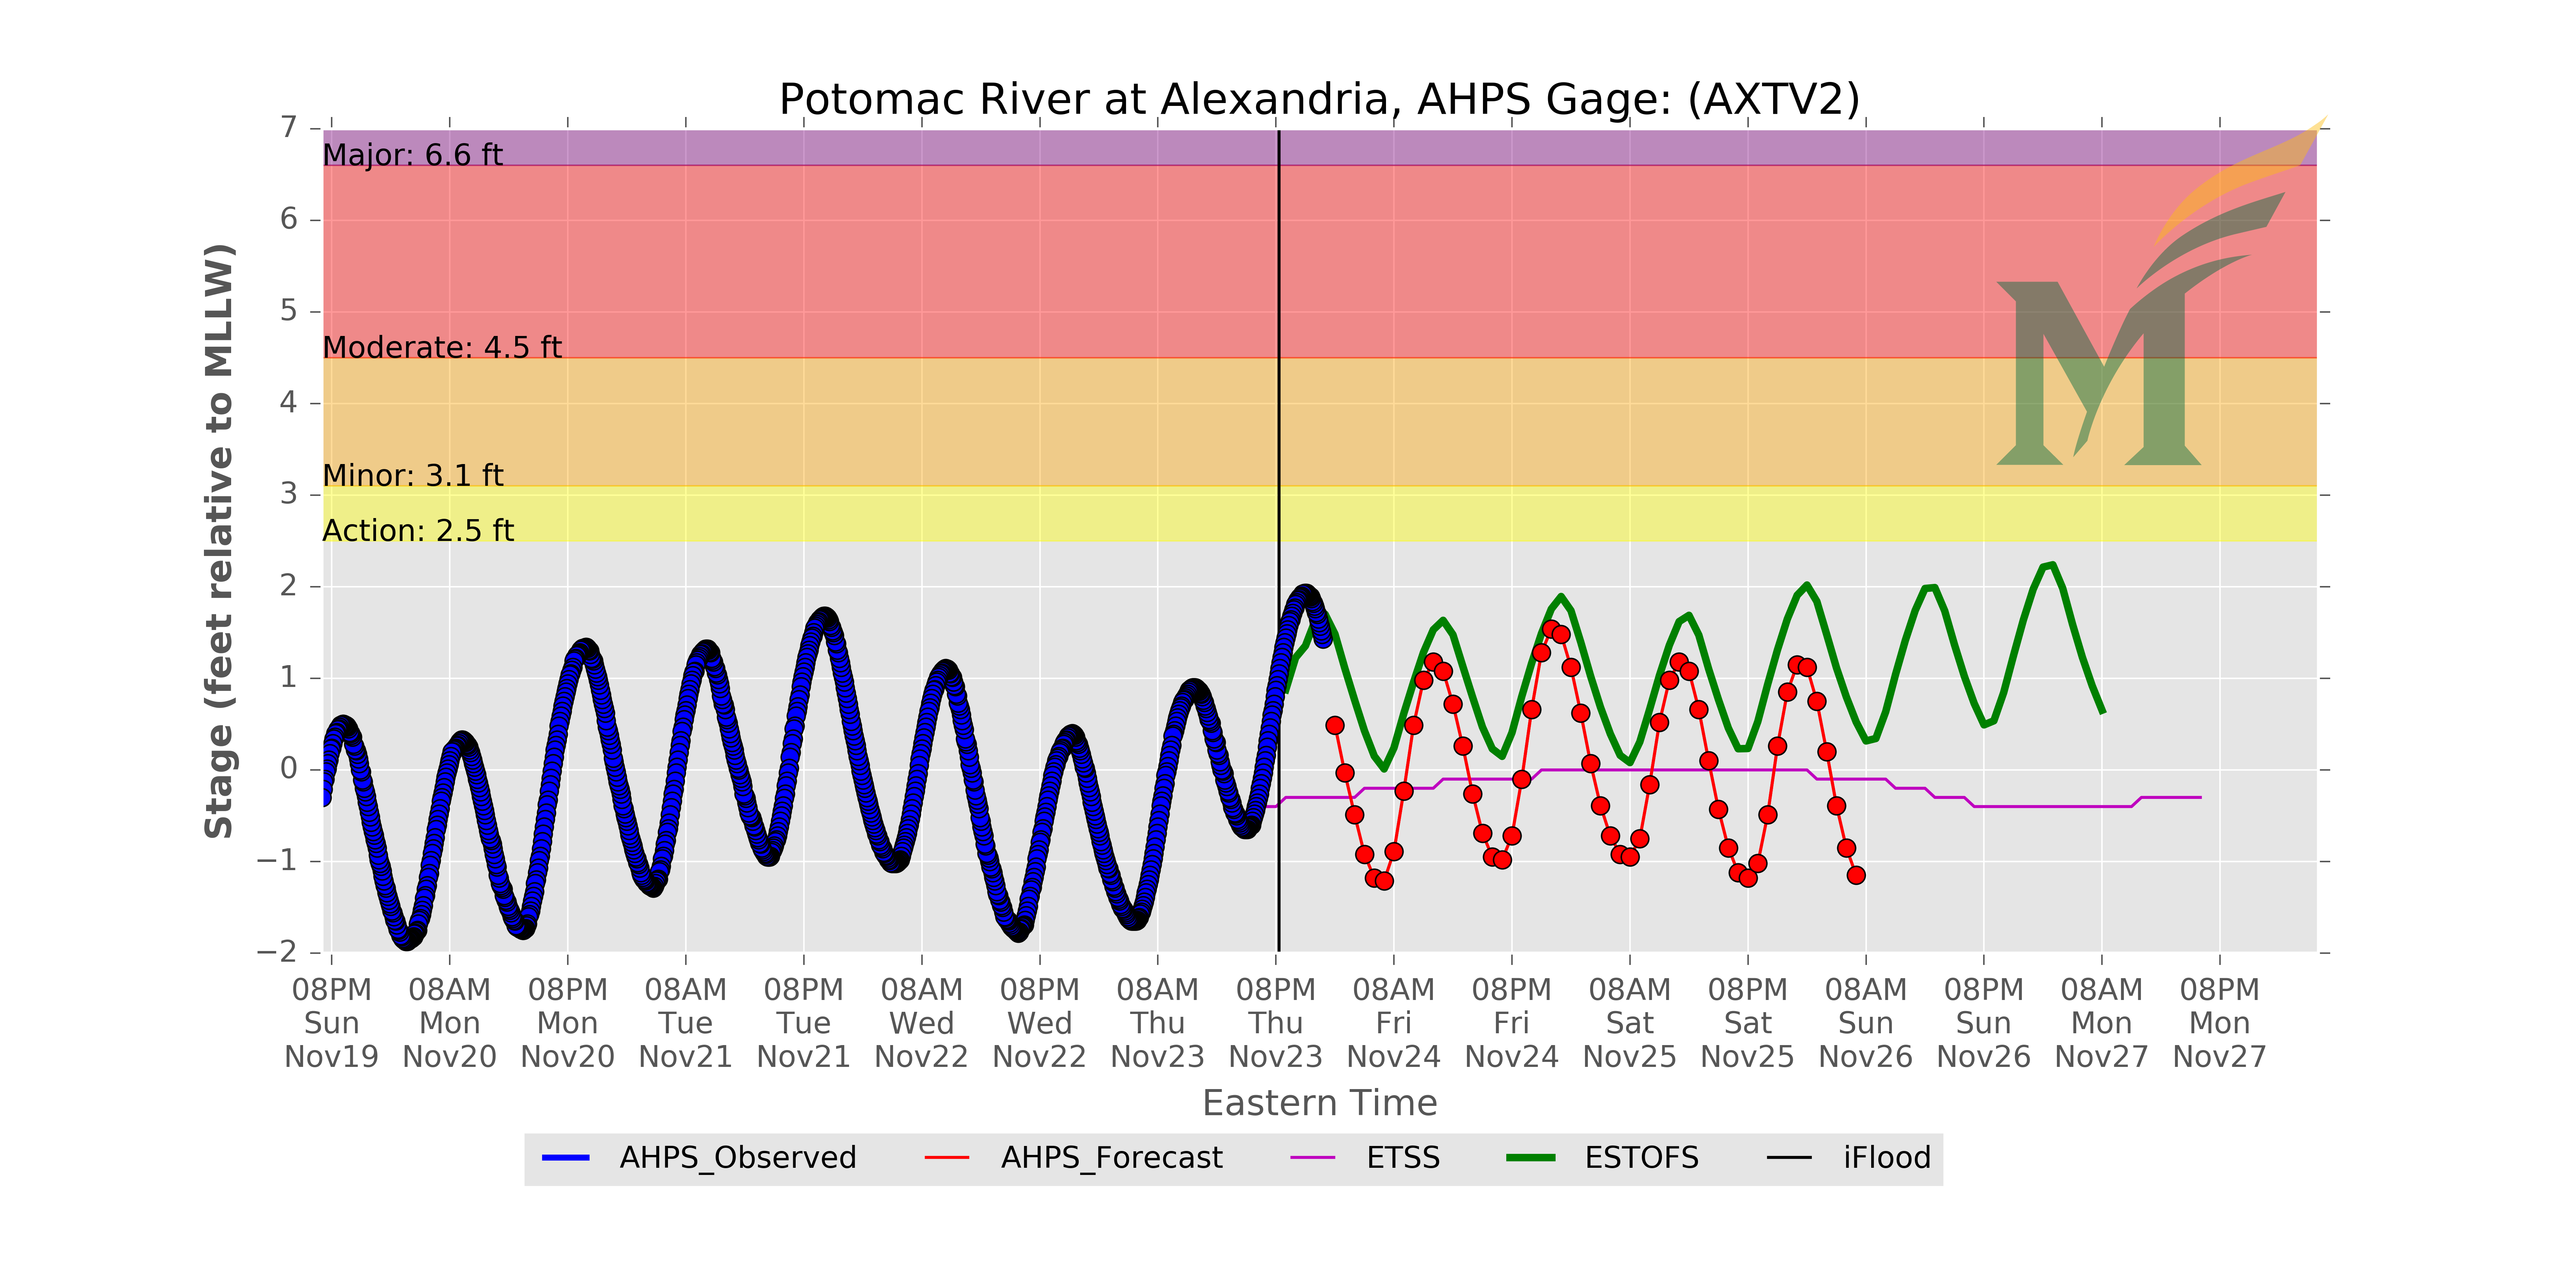 Potomac River at Alexandria, AHPS Gage: (AXTV2)
7
Major: 6.6 ft
6
5
Moderate: 4.5 ft
4
Minor: 3.1 ft
3
Action: 2.5 ft
2
1
0
−1
−2
Stage (feet relative to MLLW)
08PM 08AM 08PM 08AM 08PM 08AM 08PM 08AM 08PM 08AM 08PM 08AM 08PM 08AM 08PM 08AM 08PM
Sun Mon Mon Tue Tue Wed Wed Thu Thu Fri Fri Sat Sat Sun Sun Mon Mon
Nov19 Nov20 Nov20 Nov21 Nov21 Nov22 Nov22 Nov23 Nov23 Nov24 Nov24 Nov25 Nov25 Nov26 Nov26 Nov27 Nov27
Eastern Time
AHPS_Observed AHPS_Forecast ETSS ESTOFS iFlood
M